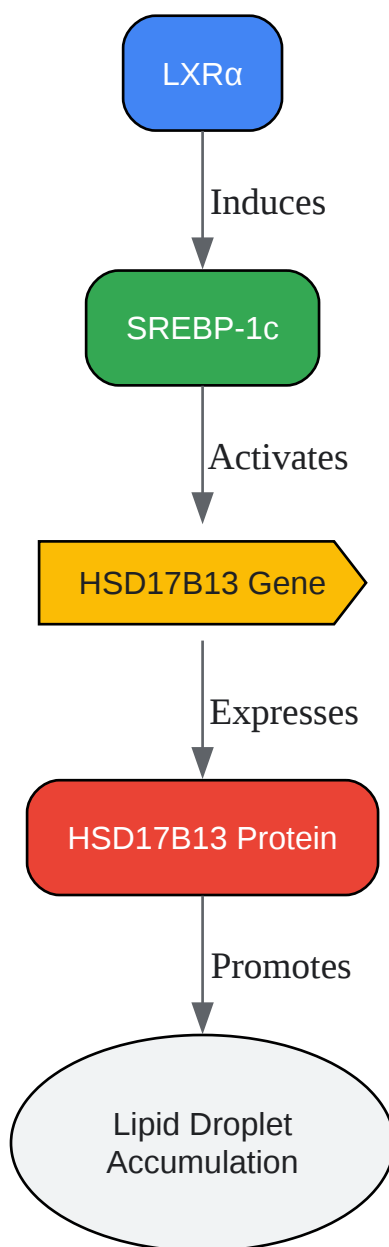 LXRα
Induces
SREBP-1c
Activates
HSD17B13 Gene
Expresses
HSD17B13 Protein
Promotes
Lipid Droplet
Accumulation